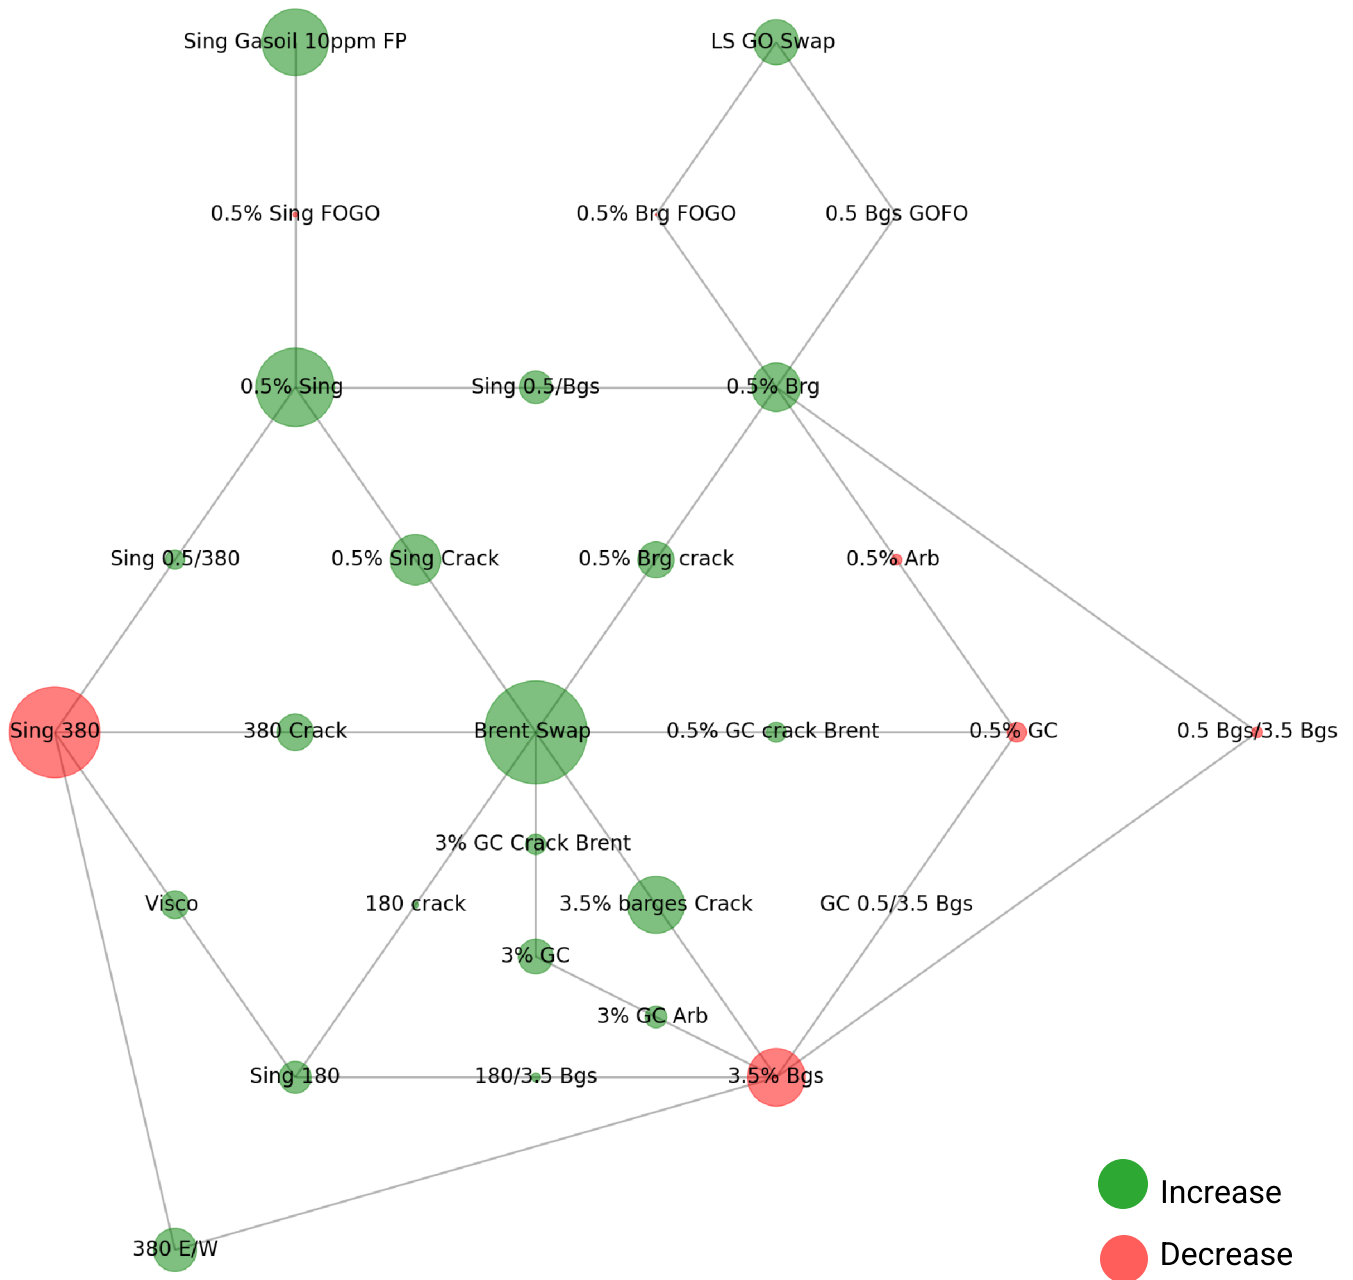 Sing Gasoil 10ppm FP
LS GO Swap
0.5% Sing FOGO
0.5% Brg FOGO
0.5 Bgs GOFO
0.5% Sing
Sing 0.5/Bgs
0.5% Brg
Sing 0.5/380
0.5% Sing Crack
0.5% Brg crack
0.5% Arb
Sing 380
380 Crack
Brent Swap
0.5% GC crack Brent
0.5% GC
0.5 Bgs/3.5 Bgs
3% GC Crack Brent
Visco
180 crack
3.5% barges Crack
GC 0.5/3.5 Bgs
3% GC
3% GC Arb
Sing 180
180/3.5 Bgs
3.5% Bgs
Increase
380 E/W
Decrease